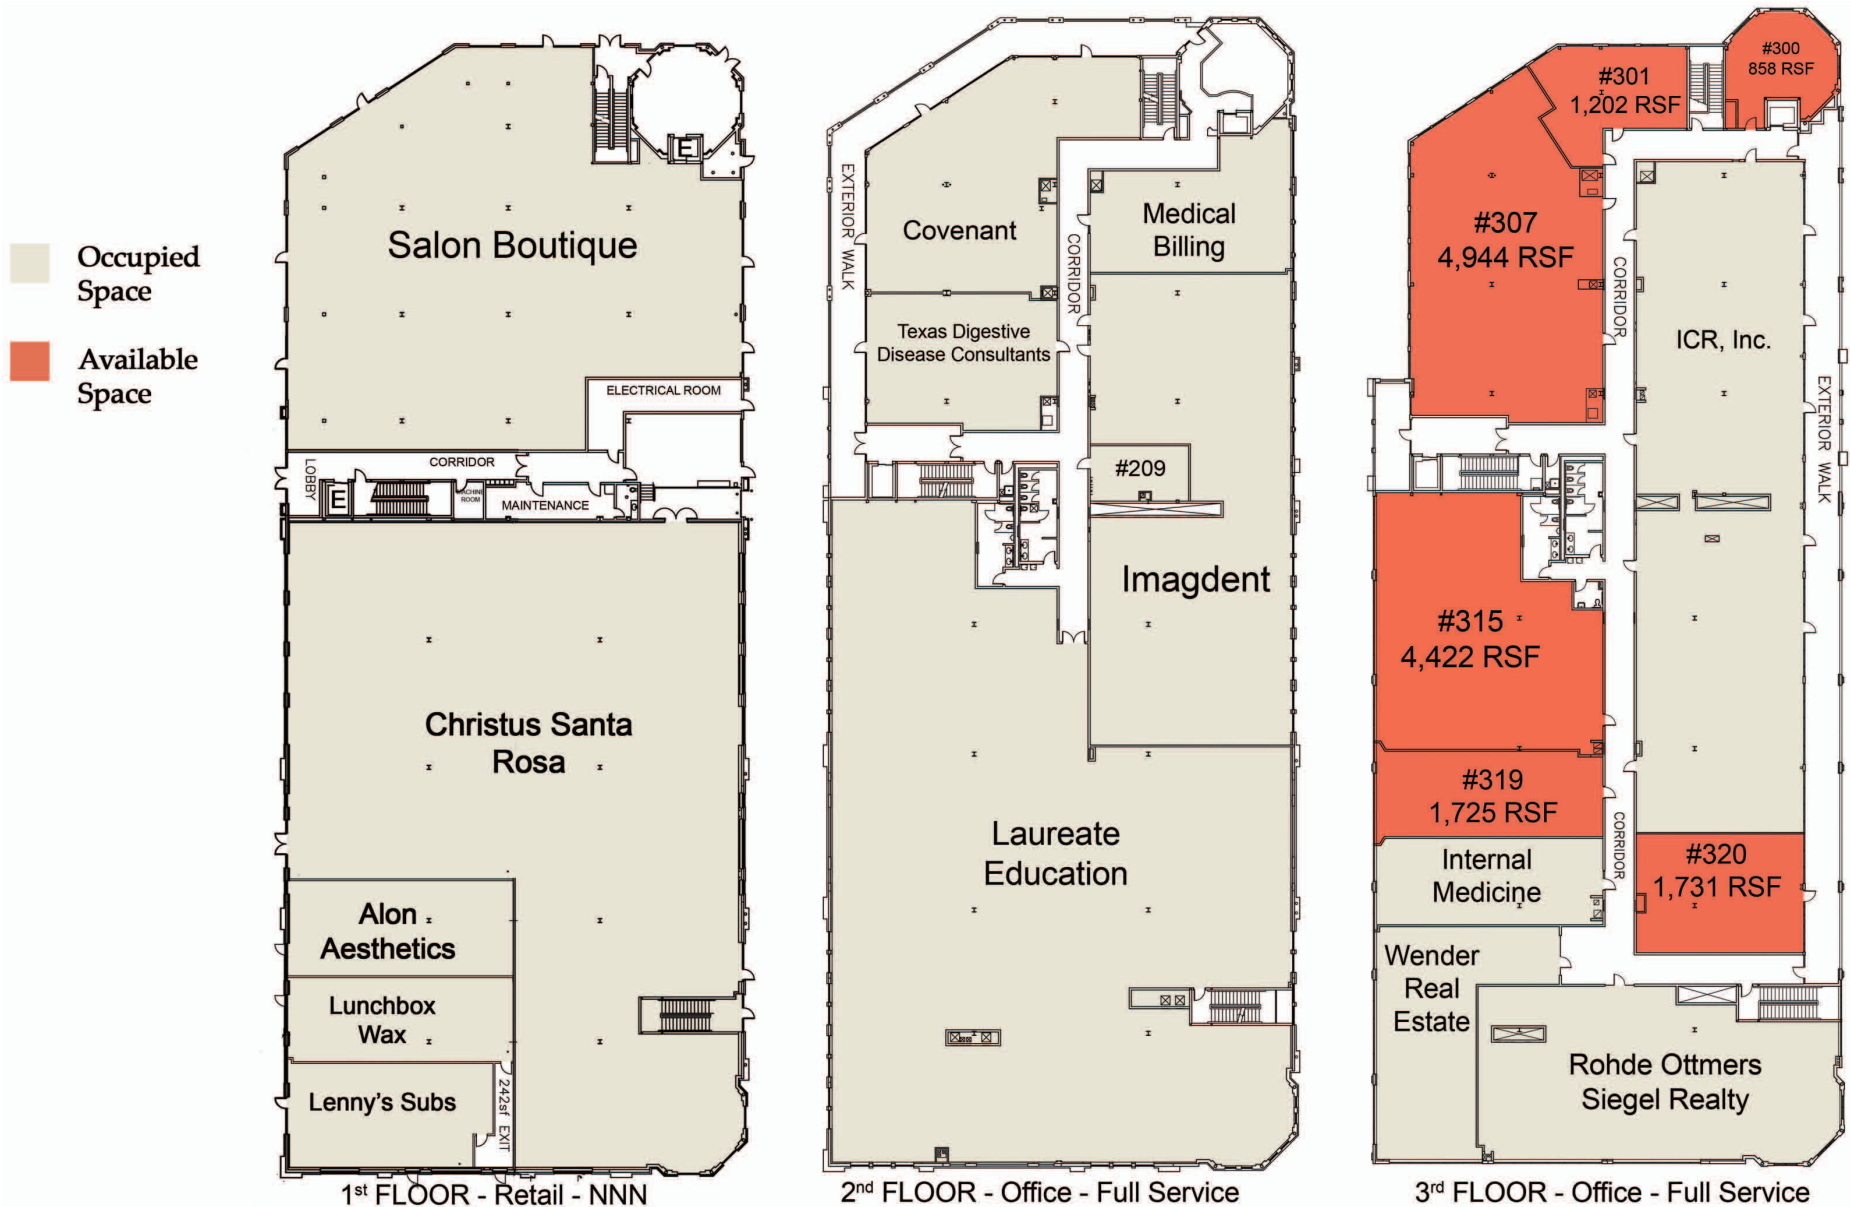 Occupied
Space
Available
Space
Salon Boutique
ELECTRICAL ROOM
CORRIDOR
LOBBY
E
E
MACHINE
ROOM
MAINTENANCE
Christus Santa
Rosa
Alon
Aesthetics
Lunchbox
Wax
Lenny's Subs
242sf EXIT
1st FLOOR - Retail - NNN
EXTERIOR WALK
Covenant
CORRIDOR
Medical
Billing
Texas Digestive
Disease Consultants
#209
Imagdent
Laureate
Education
2nd FLOOR - Office - Full Service
#300
858 RSF
#301
1,202 RSF
#307
4,944 RSF
CORRIDOR
ICR, Inc.
EXTERIOR WALK
#315
4,422 RSF
#319
1,725 RSF
CORRIDOR
#320
1,731 RSF
Internal
Medicine
Wender
Real
Estate
Rohde Ottmers
Siegel Realty
3rd FLOOR - Office - Full Service